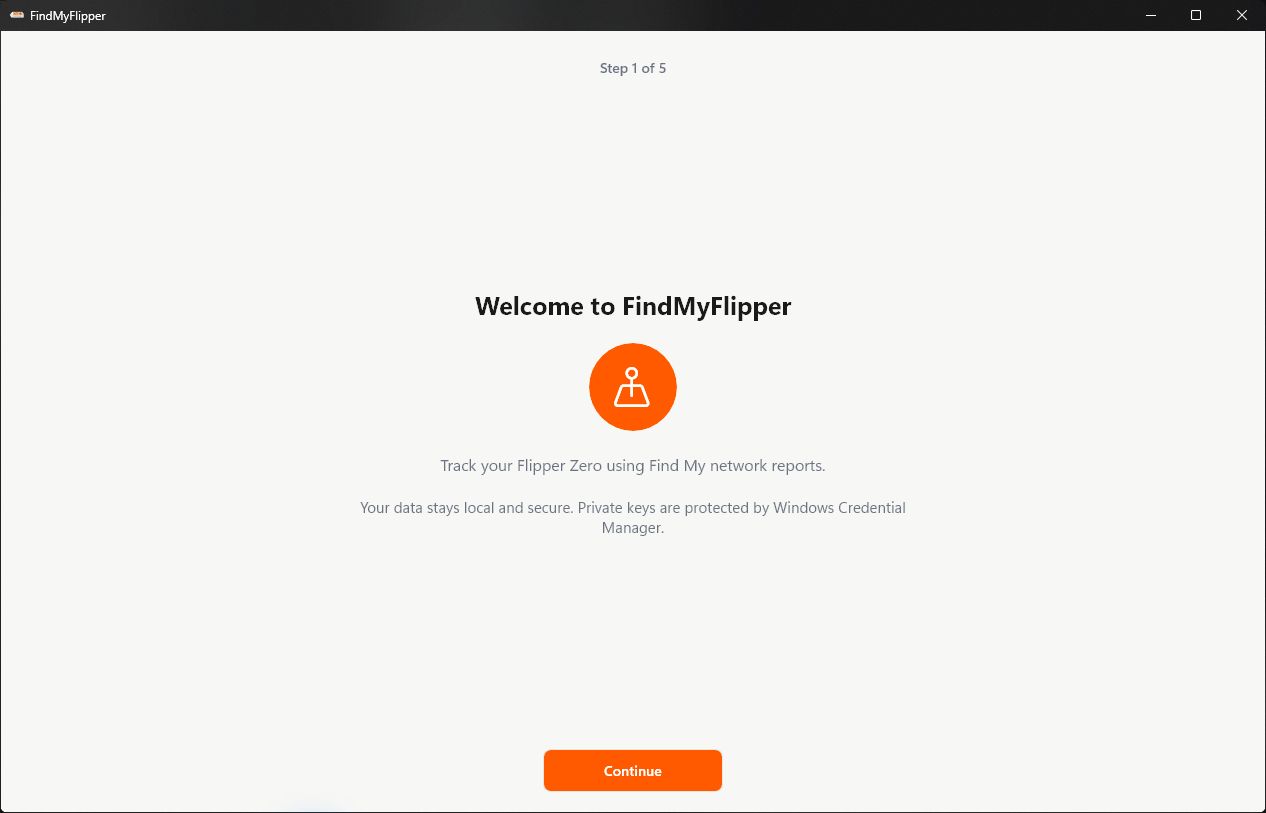 FindMyFlipper
Step 1 of 5
Welcome to FindMyFlipper
Track your Flipper Zero using Find My network reports.
Your data stays local and secure. Private keys are protected by Windows Credential
Manager.
Continue